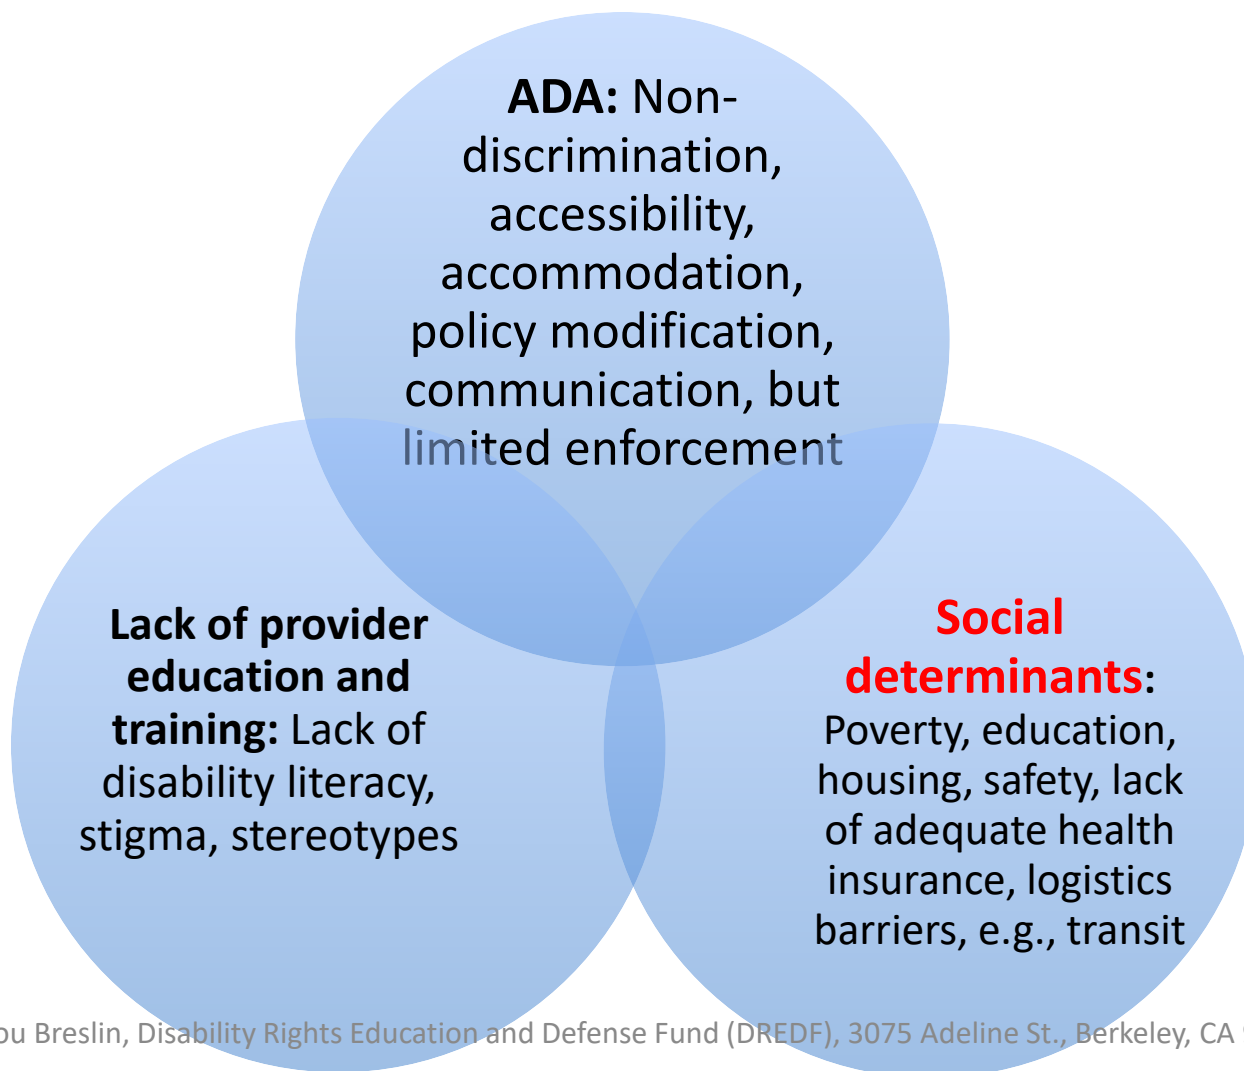 ADA: Non-
discrimination,
accessibility,
accommodation,
policy modification,
communication, but
limited enforcement
Lack of provider
education and
training: Lack of
disability literacy,
stigma, stereotypes
Social
determinants:
Poverty, education,
housing, safety, lack
of adequate health
insurance, logistics
barriers, e.g., transit
ou Breslin, Disability Rights Education and Defense Fund (DREDF), 3075 Adeline St., Berkeley, CA